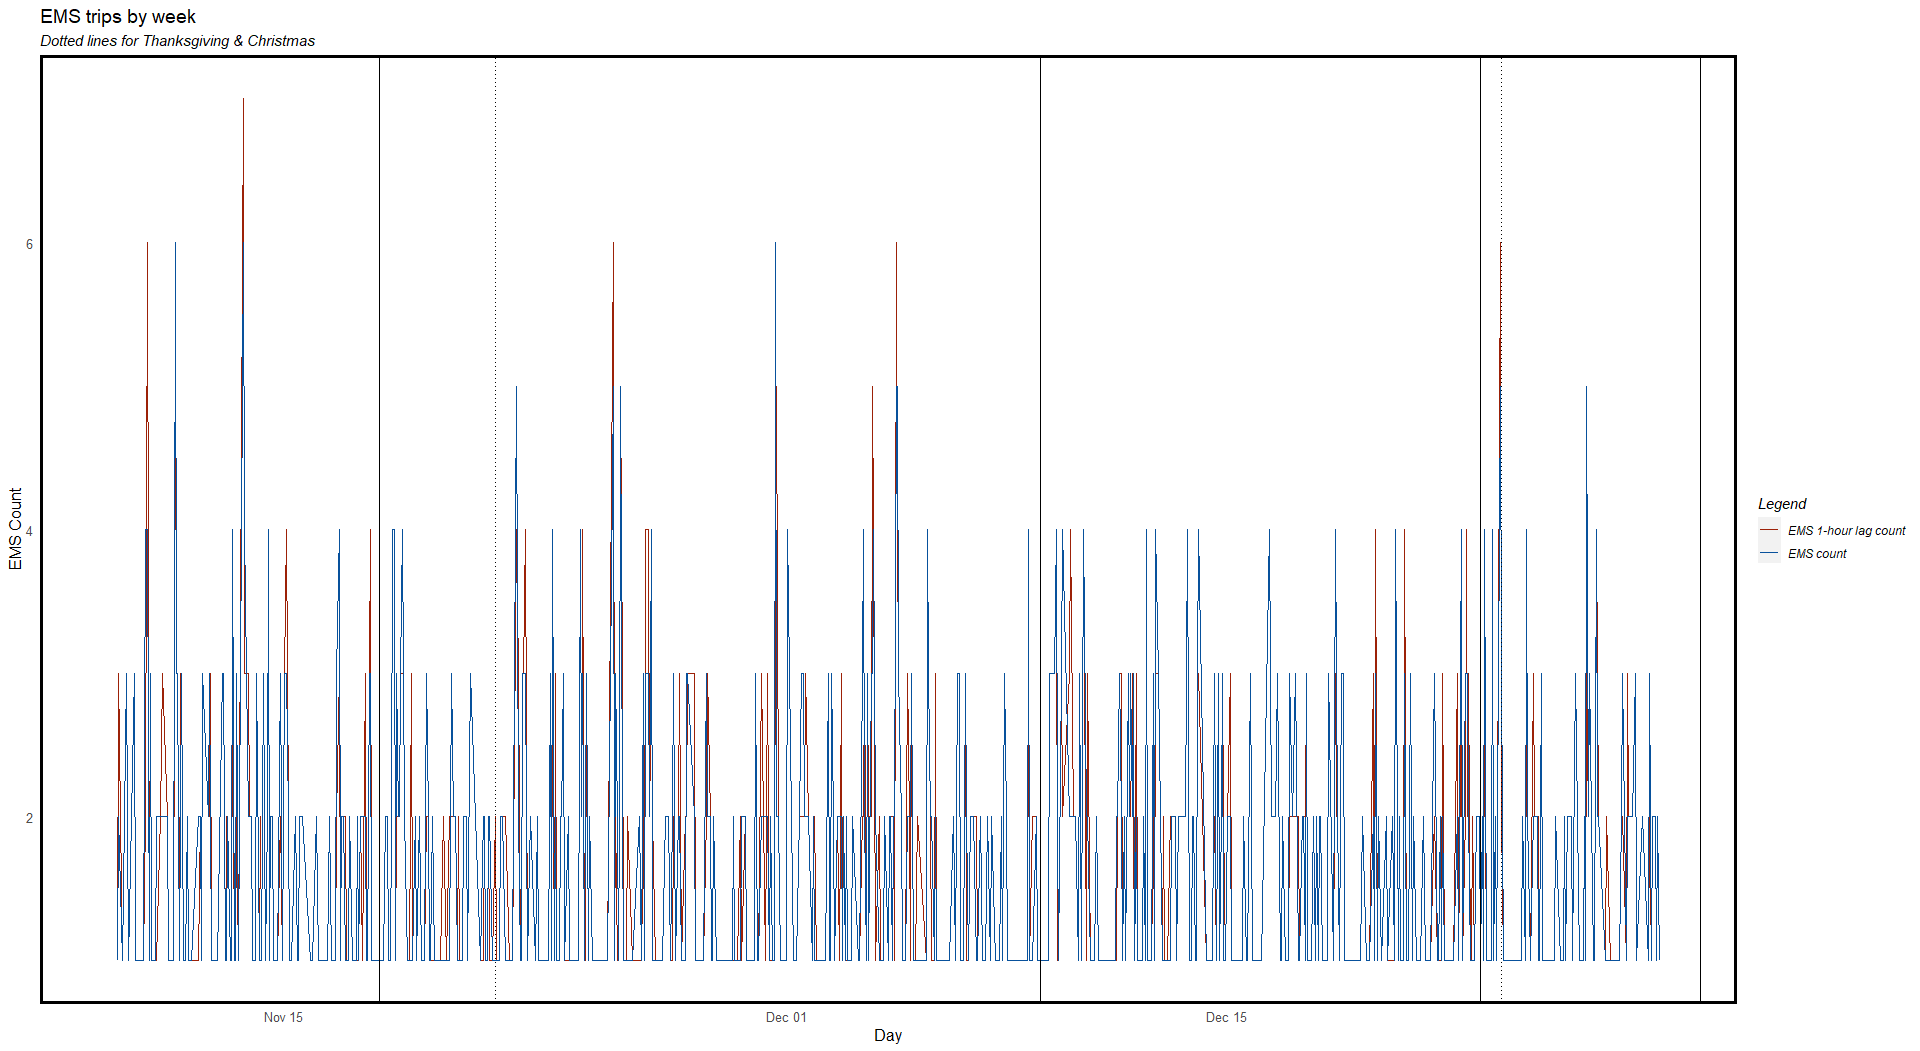 EMS trips by week
Dotted lines for Thanksgiving & Christmas
6
4
2
EMS Count
Nov 15
Dec 01
Dec 15
Day
Legend
EMS 1-hour lag count
EMS count